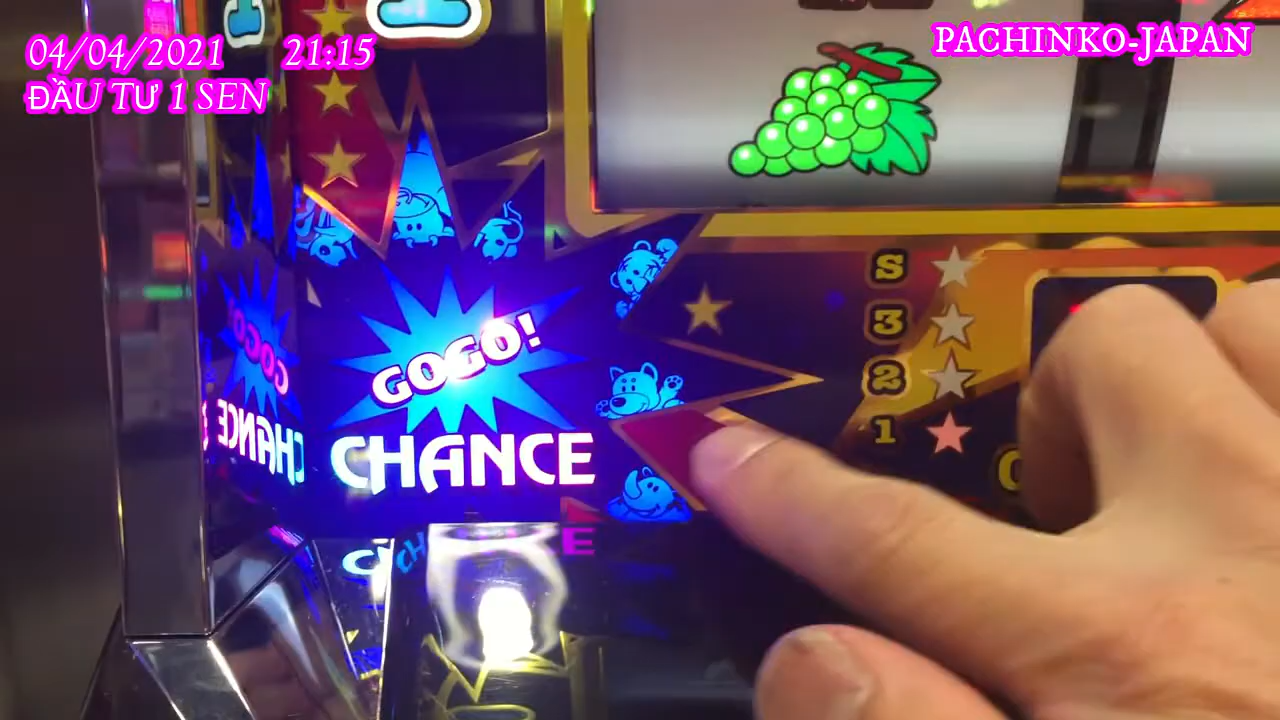 04/04/2021 21:15
PACHINKO-JAPAN
ĐẦU TƯ 1 SEN
GOGO!
CHANCE
S
3
2
1